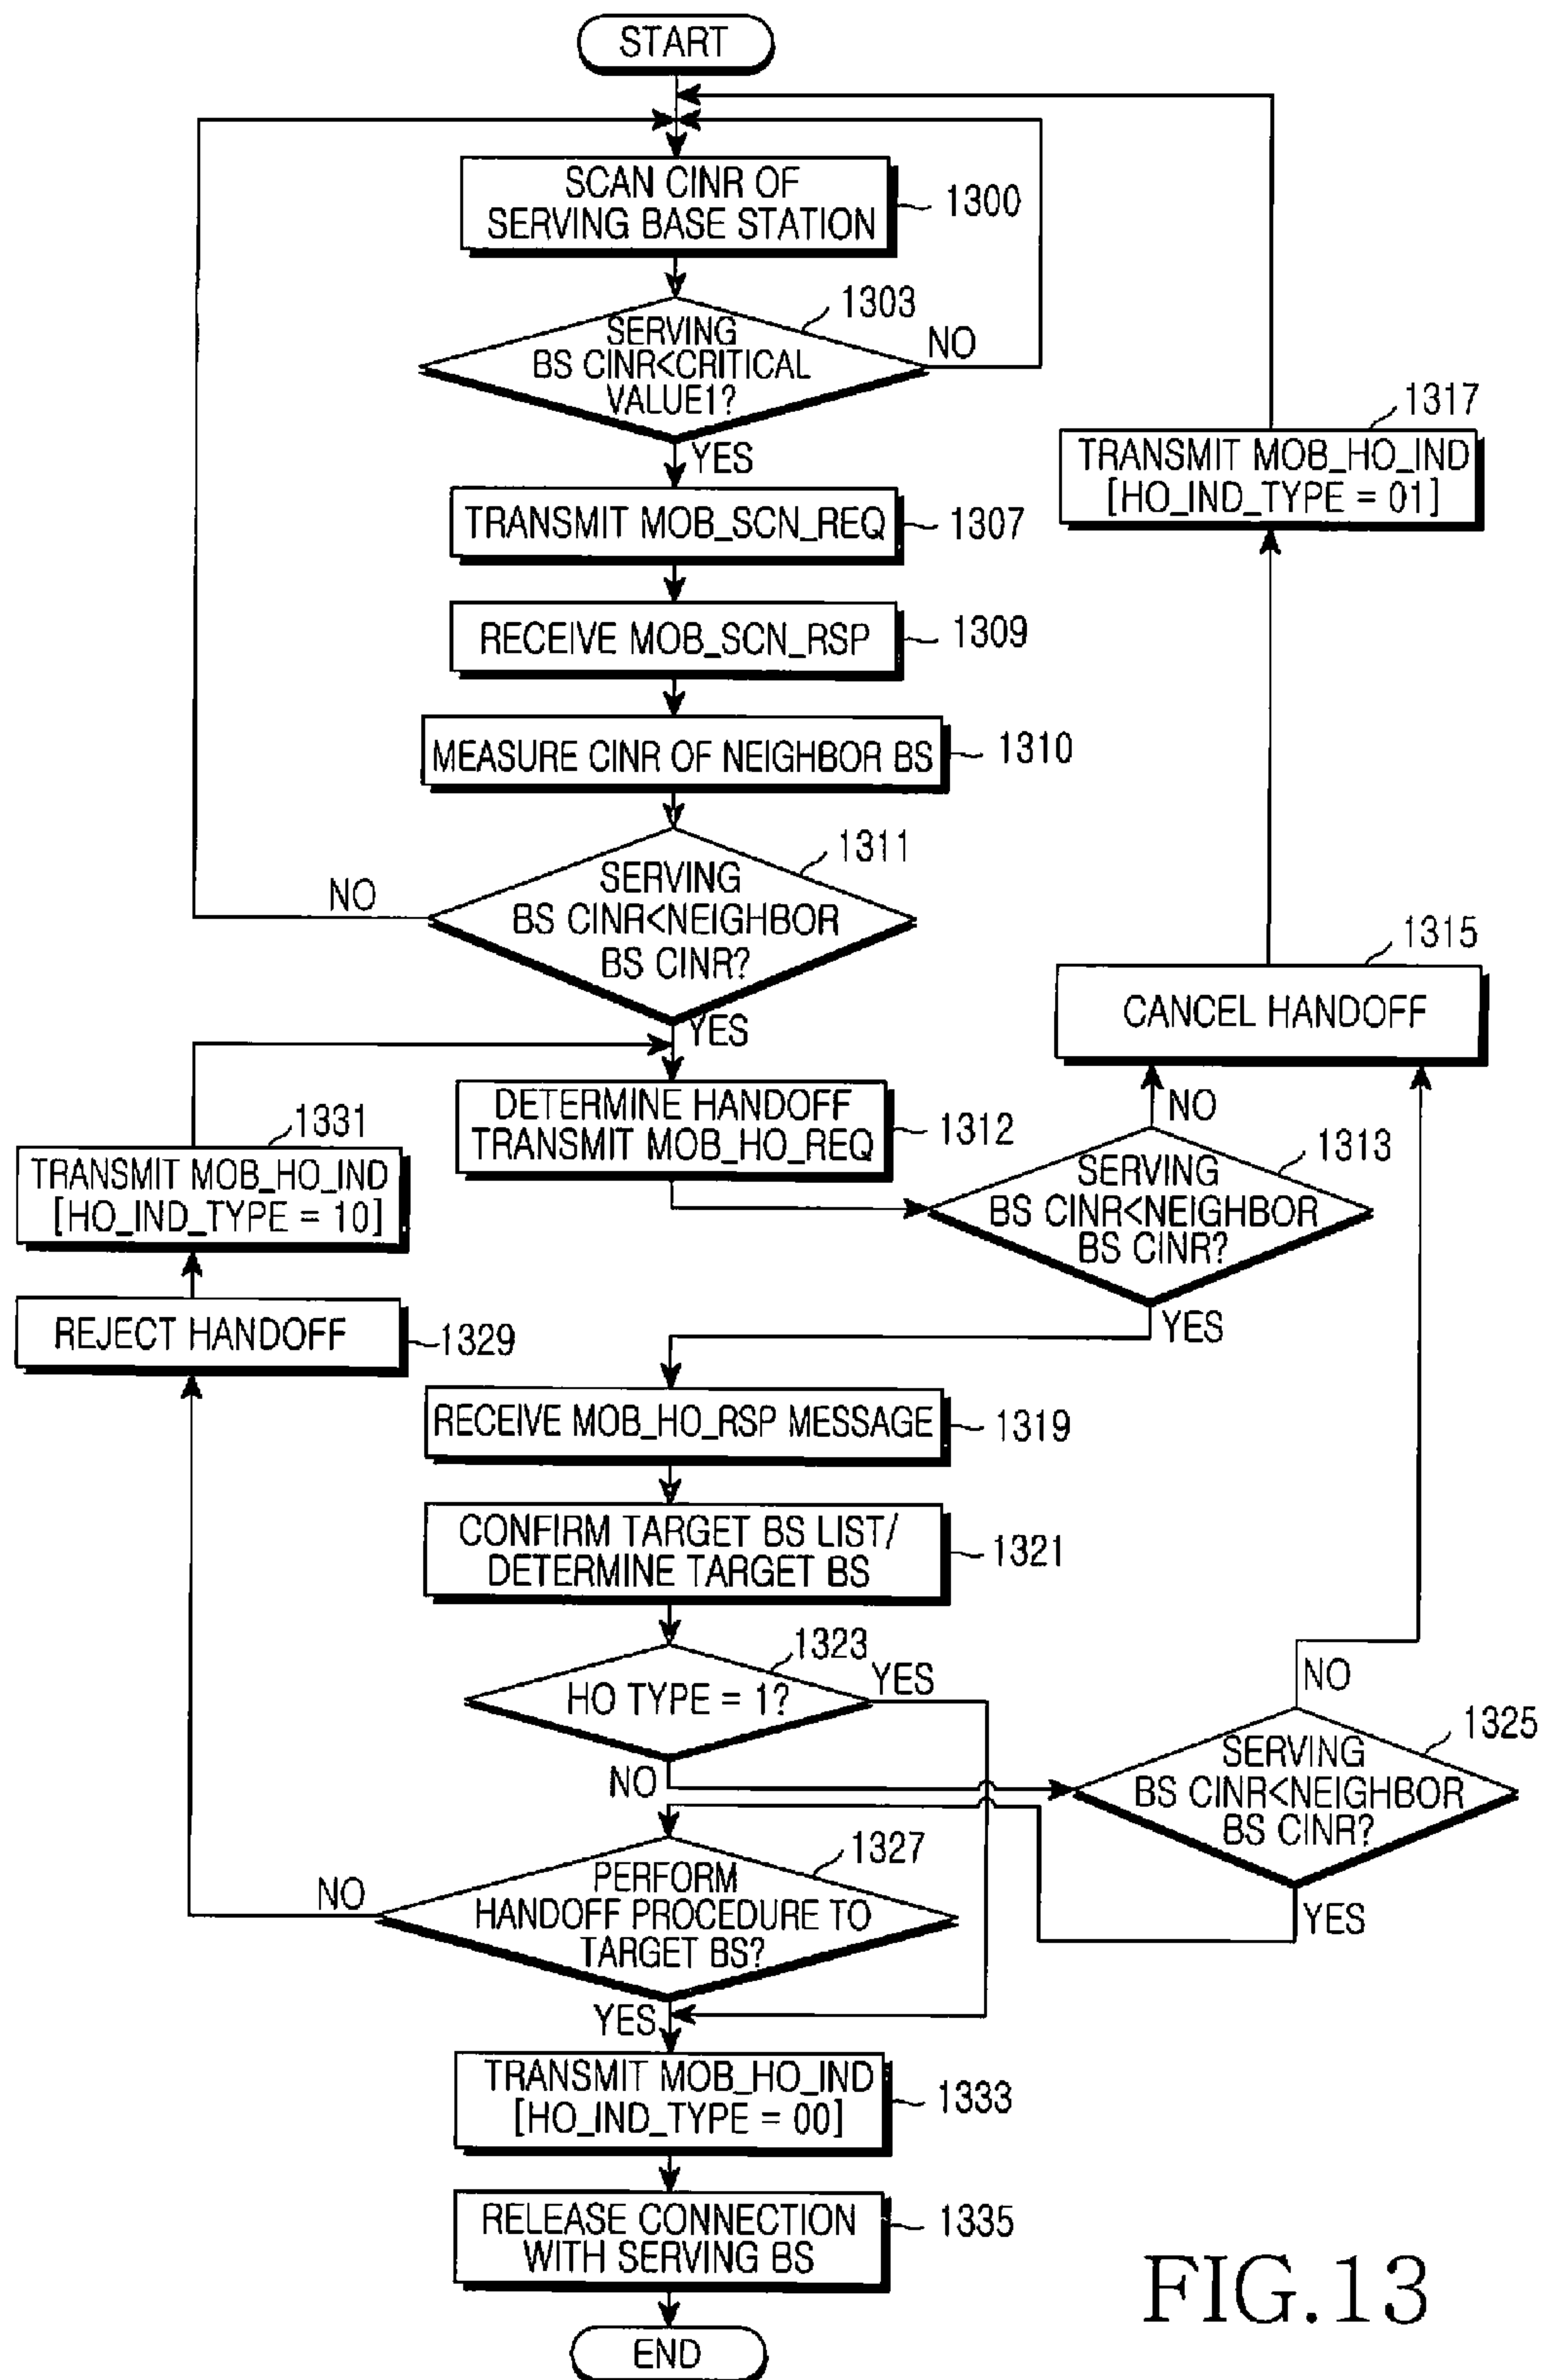 START
SCAN CINR OF
SERVING BASE STATION
1300
1303
SERVING
BS CINR<CRITICAL
VALUE1?
NO
YES
1317
TRANSMIT MOB_HO_IND
[HO_IND_TYPE = 01]
TRANSMIT MOB_SCN_REQ
1307
RECEIVE MOB_SCN_RSP
1309
MEASURE CINR OF NEIGHBOR BS
1310
1311
SERVING
BS CINR<NEIGHBOR
BS CINR?
NO
YES
1315
CANCEL HANDOFF
DETERMINE HANDOFF
TRANSMIT MOB_HO_REQ
1312
NO
1313
SERVING
BS CINR<NEIGHBOR
BS CINR?
YES
1331
TRANSMIT MOB_HO_IND
[HO_IND_TYPE = 10]
REJECT HANDOFF
1329
RECEIVE MOB_HO_RSP MESSAGE
1319
CONFIRM TARGET BS LIST/
DETERMINE TARGET BS
1321
1323
HO TYPE = 1?
YES
NO
NO
1325
SERVING
BS CINR<NEIGHBOR
BS CINR?
YES
1327
PERFORM
HANDOFF PROCEDURE TO
TARGET BS?
NO
YES
TRANSMIT MOB_HO_IND
[HO_IND_TYPE = 00]
1333
RELEASE CONNECTION
WITH SERVING BS
1335
END
FIG.13